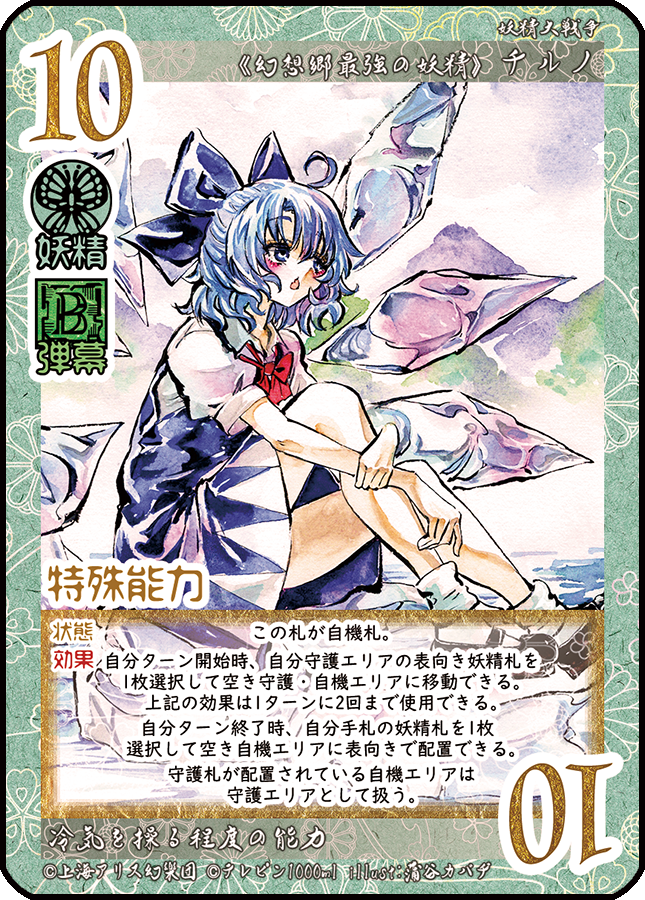 妖精大戦争
10
《幻想郷最強の妖精》 チルノ
妖精
B
弾幕
特殊能力
状態 この札が自機札。
効果 自分ターン開始時、自分守護エリアの表向き妖精札を
1枚選択して空き守護・自機エリアに移動できる。
上記の効果は1ターンに2回まで使用できる。
自分ターン終了時、自分手札の妖精札を1枚
選択して空き自機エリアに表向きで配置できる。
守護札が配置されている自機エリアは
守護エリアとして扱う。
10
冷気を操る程度の能力
©上海アリス幻樂団 ©テレピン1000ml illust:蒲谷カバヂ